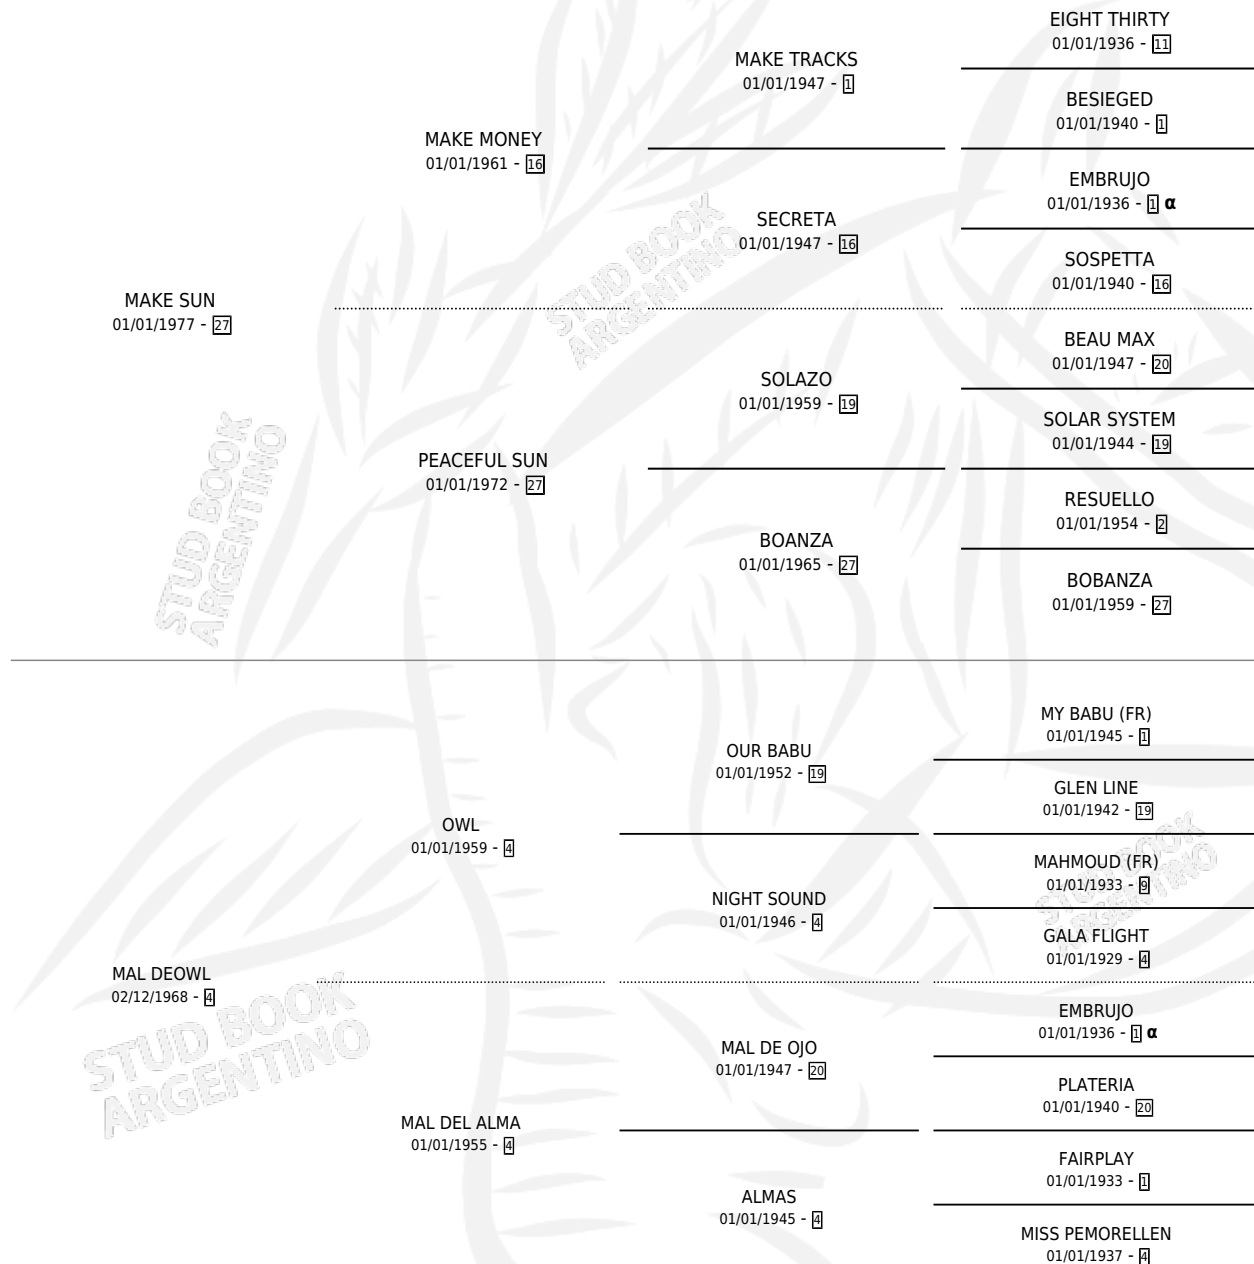 EIGHT THIRTY
01/01/1936 - 11
MAKE TRACKS
01/01/1947 - 1
BESIEGED
01/01/1940 - 1
MAKE MONEY
01/01/1961 - 16
EMBRUJO
01/01/1936 - 1 α
SECRETA
01/01/1947 - 16
SOSPETTA
01/01/1940 - 16
MAKE SUN
01/01/1977 - 27
BEAU MAX
01/01/1947 - 20
SOLAZO
01/01/1959 - 19
SOLAR SYSTEM
01/01/1944 - 19
PEACEFUL SUN
01/01/1972 - 27
RESUELLO
01/01/1954 - 2
BOANZA
01/01/1965 - 27
BOBANZA
01/01/1959 - 27
MY BABU (FR)
01/01/1945 - 1
OUR BABU
01/01/1952 - 19
GLEN LINE
01/01/1942 - 19
OWL
01/01/1959 - 4
MAHMOUD (FR)
01/01/1933 - 9
NIGHT SOUND
01/01/1946 - 4
GALA FLIGHT
01/01/1929 - 4
MAL DEOWL
02/12/1968 - 4
EMBRUJO
01/01/1936 - 1 α
MAL DE OJO
01/01/1947 - 20
PLATERIA
01/01/1940 - 20
MAL DEL ALMA
01/01/1955 - 4
FAIRPLAY
01/01/1933 - 1
ALMAS
01/01/1945 - 4
MISS PEMORELLEN
01/01/1937 - 4
STUD BOOK
ARGENTINO
STUD BOOK
ARGENTINO
STUD BOOK
ARGENTINO
STUD BOOK
ARGENTINO